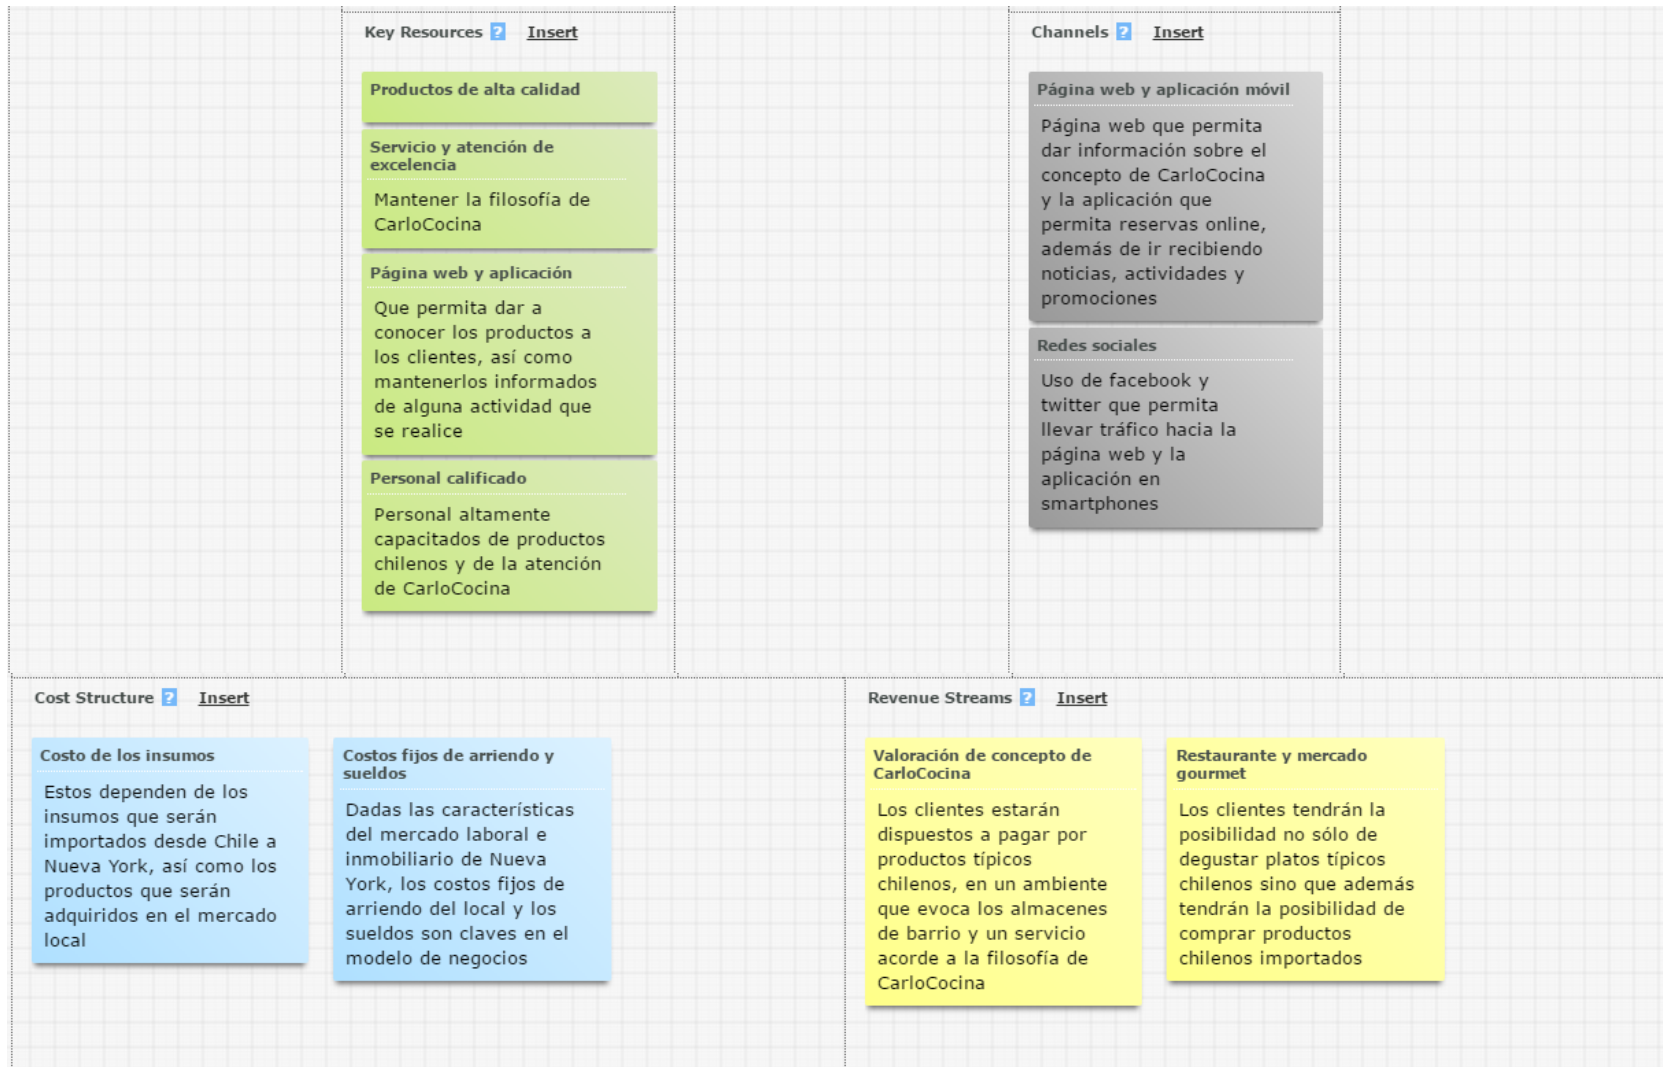 Key Resources ? Insert
Productos de alta calidad
Servicio y atención de
excelencia
Mantener la filosofía de
CarloCocina
Página web y aplicación
Que permita dar a
conocer los productos a
los clientes, así como
mantenerlos informados
de alguna actividad que
se realice
Personal calificado
Personal altamente
capacitados de productos
chilenos y de la atención
de CarloCocina
Channels ? Insert
Página web y aplicación móvil
Página web que permita
dar información sobre el
concepto de CarloCocina
y la aplicación que
permita reservas online,
además de ir recibiendo
noticias, actividades y
promociones
Redes sociales
Uso de facebook y
twitter que permita
llevar tráfico hacia la
página web y la
aplicación en
smartphones
Cost Structure ? Insert
Costo de los insumos
Estos dependen de los
insumos que serán
importados desde Chile a
Nueva York, así como los
productos que serán
adquiridos en el mercado
local
Costos fijos de arriendo y
sueldos
Dadas las características
del mercado laboral e
inmobiliario de Nueva
York, los costos fijos de
arriendo del local y los
sueldos son claves en el
modelo de negocios
Revenue Streams ? Insert
Valoración de concepto de
CarloCocina
Los clientes estarán
dispuestos a pagar por
productos típicos
chilenos, en un ambiente
que evoca los almacenes
de barrio y un servicio
acorde a la filosofía de
CarloCocina
Restaurante y mercado
gourmet
Los clientes tendrán la
posibilidad no sólo de
degustar platos típicos
chilenos sino que además
tendrán la posibilidad de
comprar productos
chilenos importados